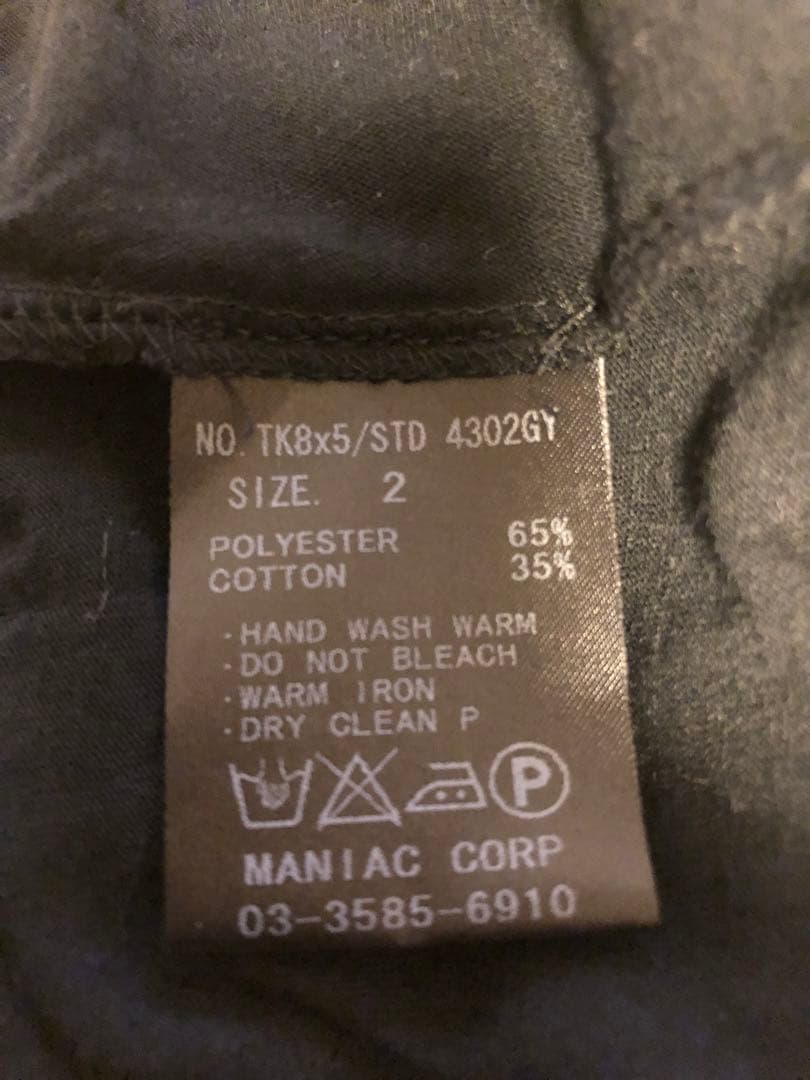 NO. TK8x5/STD 4302GY
SIZE. 2
POLYESTER 65%
COTTON 35%
·HAND WASH WARM
·DO NOT BLEACH
·WARM IRON
·DRY CLEAN P
P
MANIAC CORP
03-3585-6910